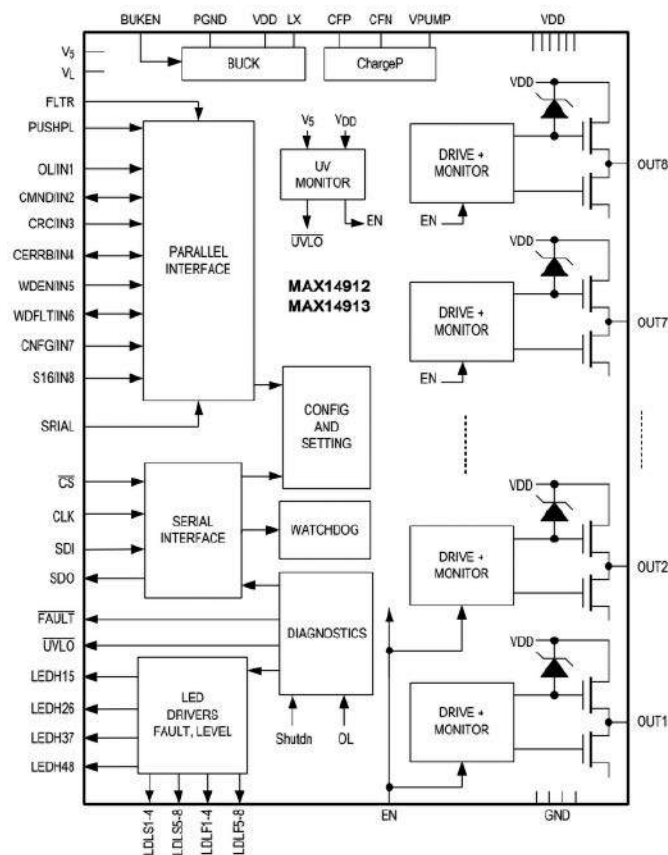 BUKEN PGND VDD LX CFP CFN VPUMP VDD
V5
VL
BUCK
ChargeP
FLTR
PUSHPL
OL/IN1
CMND/IN2
CRC/IN3
CERRB/IN4
WDEN/IN5
WDFLT/IN6
CNFG/IN7
S16/IN8
SRIAL
PARALLEL
INTERFACE
V5 VDD
UV
MONITOR
UVLO
EN
MAX14912
MAX14913
CONFIG
AND
SETTING
CS
CLK
SDI
SDO
SERIAL
INTERFACE
WATCHDOG
FAULT
UVLO
DIAGNOSTICS
Shutdn OL
LEDH15
LEDH26
LEDH37
LEDH48
LED
DRIVERS
FAULT, LEVEL
LDLS1-4 LDLS5-8 LDLF1-4 LDLF5-8
VDD
DRIVE +
MONITOR
EN
OUT8
VDD
DRIVE +
MONITOR
EN
OUT7
VDD
DRIVE +
MONITOR
OUT2
VDD
DRIVE +
MONITOR
OUT1
EN
GND